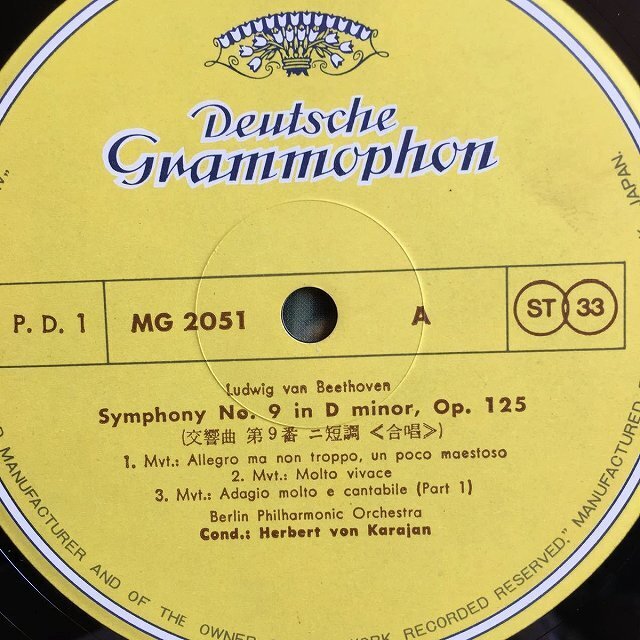 Deutsche
Grammophon
P. D. 1 MG 2051 A ST 33
Ludwig van Beethoven
Symphony No. 9 in D minor, Op. 125
(交響曲 第9番 ニ短調 ≪合唱≫)
1. Mvt.: Allegro ma non troppo, un poco maestoso
2. Mvt.: Molto vivace
3. Mvt.: Adagio molto e cantabile (Part 1)
Berlin Philharmonic Orchestra
Cond.: Herbert von Karajan
MANUFACTURER AND OF THE RECORDED RESERVED." MANUFACTURED
JAPAN.